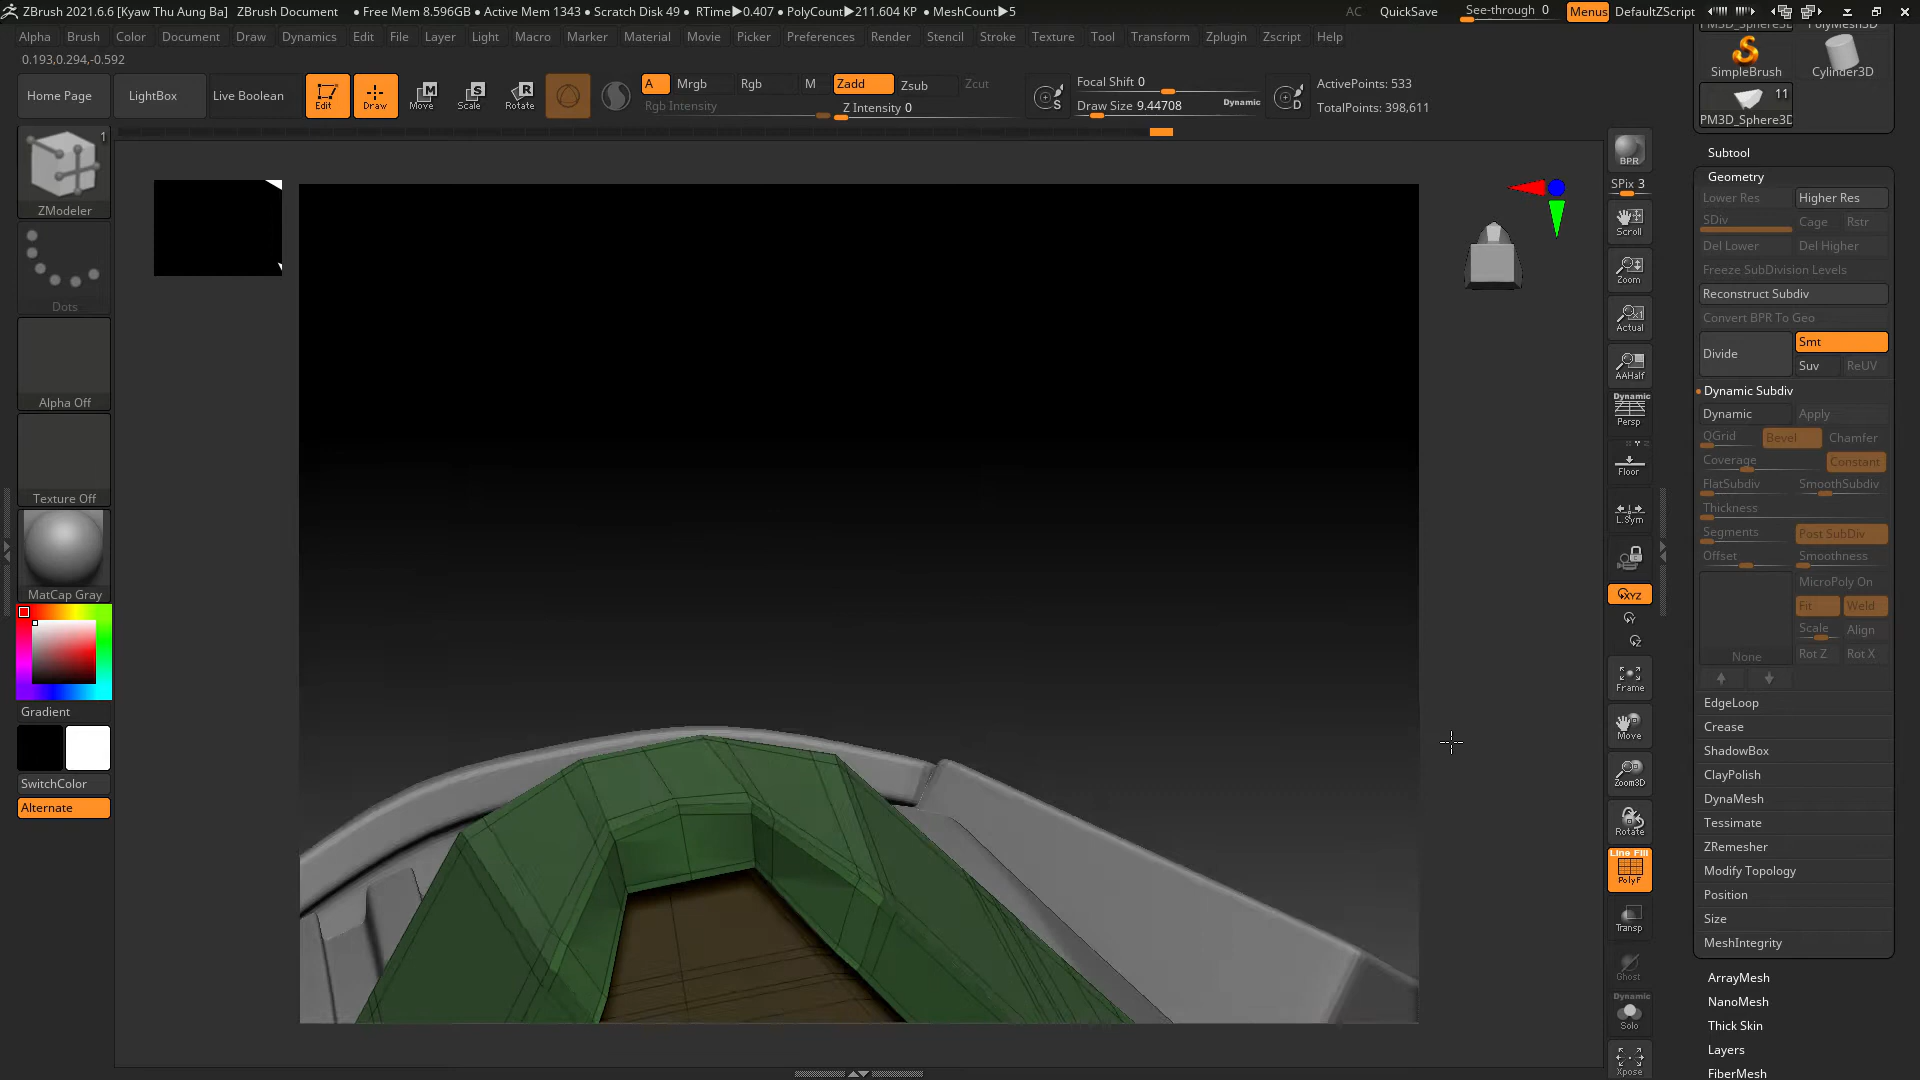 ZBrush 2021.6.6 [Kyaw Thu Aung Ba] ZBrush Document ● Free Mem 8.596GB ● Active Mem 1343 ● Scratch Disk 49 ● RTime▶0.407 ● PolyCount▶211.604 KP ● MeshCount▶5 AC QuickSave See-through 0 Menus DefaultZScript
Alpha Brush Color Document Draw Dynamics Edit File Layer Light Macro Marker Material Movie Picker Preferences Render Stencil Stroke Texture Tool Transform Zplugin Zscript Help
0.193,0.294,-0.592
Home Page LightBox Live Boolean Edit Draw Move Scale Rotate A Mrgb Rgb M Zadd Zsub Zcut Focal Shift 0 ActivePoints: 533
Rgb Intensity Z Intensity 0 S Draw Size 9.44708 Dynamic D TotalPoints: 398,611
1
ZModeler
Dots
Alpha Off
Texture Off
MatCap Gray
Gradient
SwitchColor
Alternate
BPR
SPix 3
Scroll
Zoom
Actual
AAHalf
Dynamic
Persp
Floor
L.Sym
XYZ
Y
Z
Frame
Move
Zoom3D
Rotate
Line Fill
PolyF
Transp
Ghost
Dynamic
Solo
Xpose
SimpleBrush Cylinder3D
11
PM3D_Sphere3D
Subtool
Geometry
Lower Res Higher Res
SDiv Cage Rstr
Del Lower Del Higher
Freeze SubDivision Levels
Reconstruct Subdiv
Convert BPR To Geo
Divide Smt
Suv ReUV
Dynamic Subdiv
Dynamic Apply
QGrid Bevel Chamfer
Coverage Constant
FlatSubdiv SmoothSubdiv
Thickness
Segments Post SubDiv
Offset Smoothness
MicroPoly On
Fit Weld
Scale Align
None Rot Z Rot X
EdgeLoop
Crease
ShadowBox
ClayPolish
DynaMesh
Tessimate
ZRemesher
Modify Topology
Position
Size
MeshIntegrity
ArrayMesh
NanoMesh
Thick Skin
Layers
FiberMesh